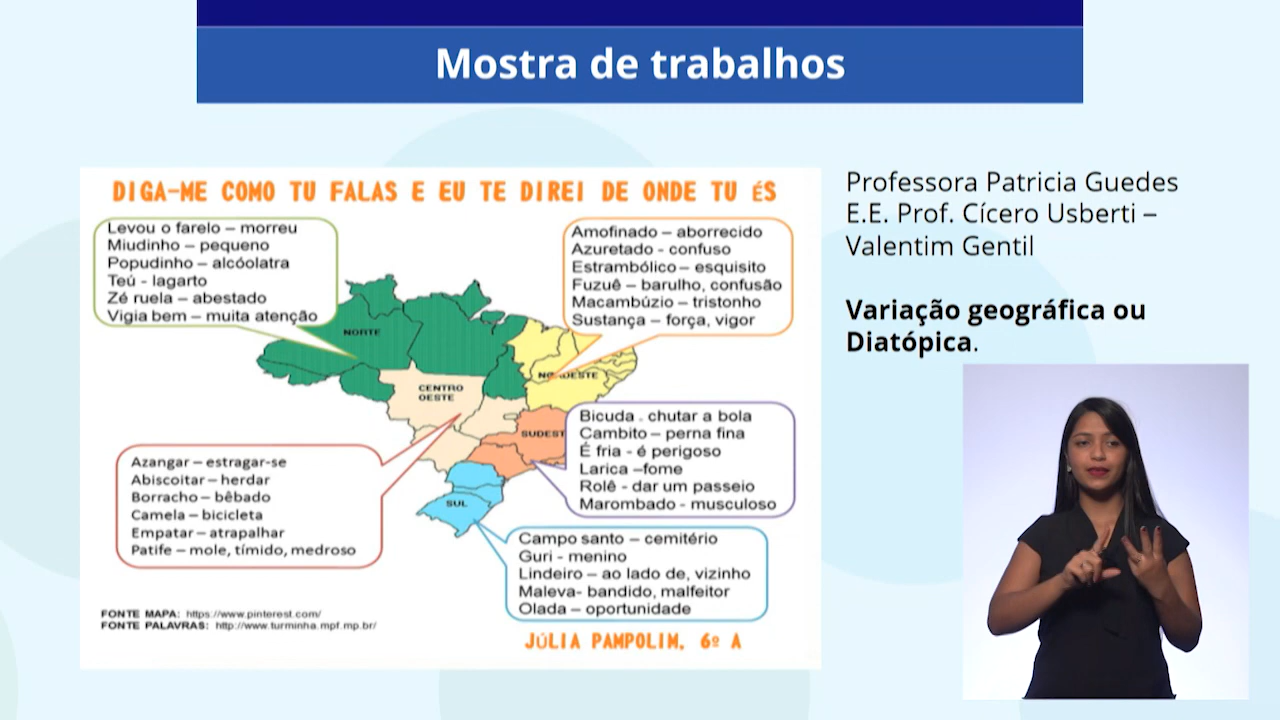 Mostra de trabalhos
DIGA-ME COMO TU FALAS E EU TE DIREI DE ONDE TU ÉS
Levou o farelo – morreu
Miudinho – pequeno
Popudinho – alcóolatra
Teú - lagarto
Zé ruela – abestado
Vigia bem – muita atenção
Amofinado – aborrecido
Azuretado - confuso
Estrambólico – esquisito
Fuzuê – barulho, confusão
Macambúzio – tristonho
Sustança – força, vigor
NORTE
CENTRO
OESTE
SUL
Azangar – estragar-se
Abiscoitar – herdar
Borracho – bêbado
Camela – bicicleta
Empatar – atrapalhar
Patife – mole, tímido, medroso
Bicuda - chutar a bola
Cambito – perna fina
É fria - é perigoso
Larica –fome
Rolê - dar um passeio
Marombado - musculoso
Campo santo – cemitério
Guri - menino
Lindeiro – ao lado de, vizinho
Maleva- bandido, malfeitor
Olada – oportunidade
FONTE MAPA: https://www.pinterest.com/
FONTE PALAVRAS: http://www.turminha.mpf.mp.br/
JÚLIA PAMPOLIM, 6º A
Professora Patricia Guedes
E.E. Prof. Cícero Usberti –
Valentim Gentil
Variação geográfica ou
Diatópica.